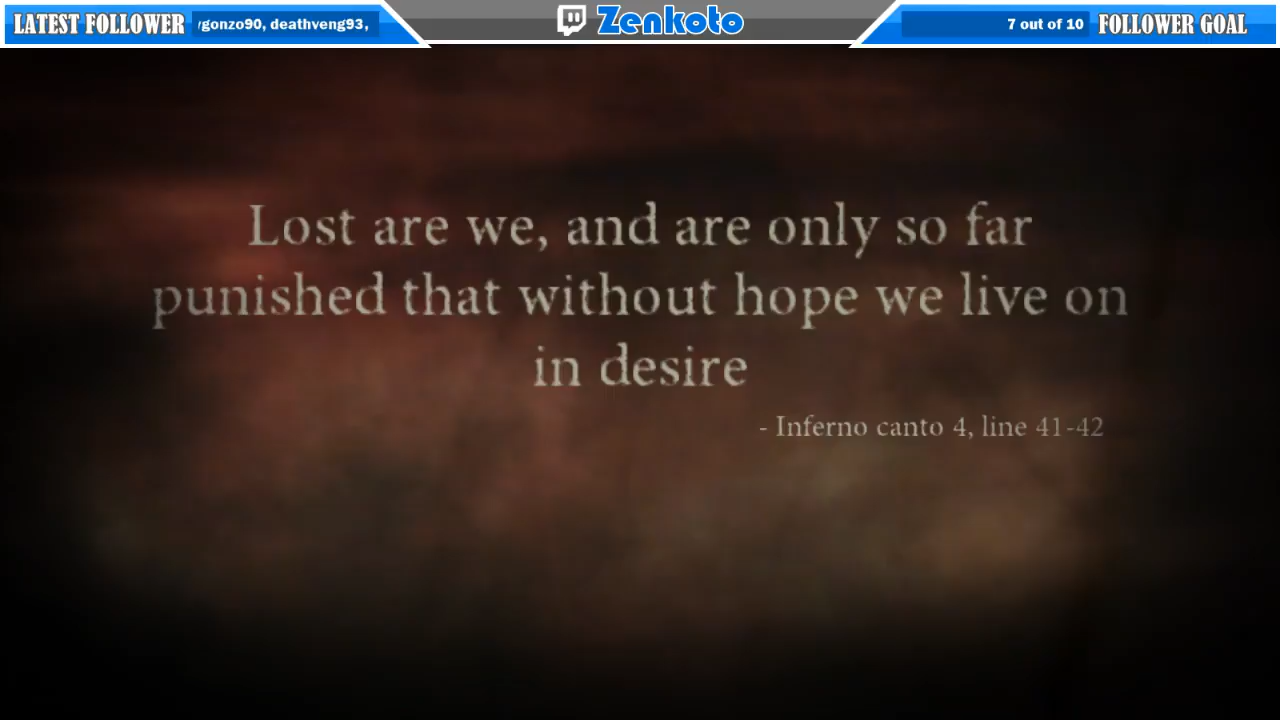 LATEST FOLLOWER gonzo90, deathveng93, Zenkoto 7 out of 10 FOLLOWER GOAL
Lost are we, and are only so far
punished that without hope we live on
in desire
- Inferno canto 4, line 41-42